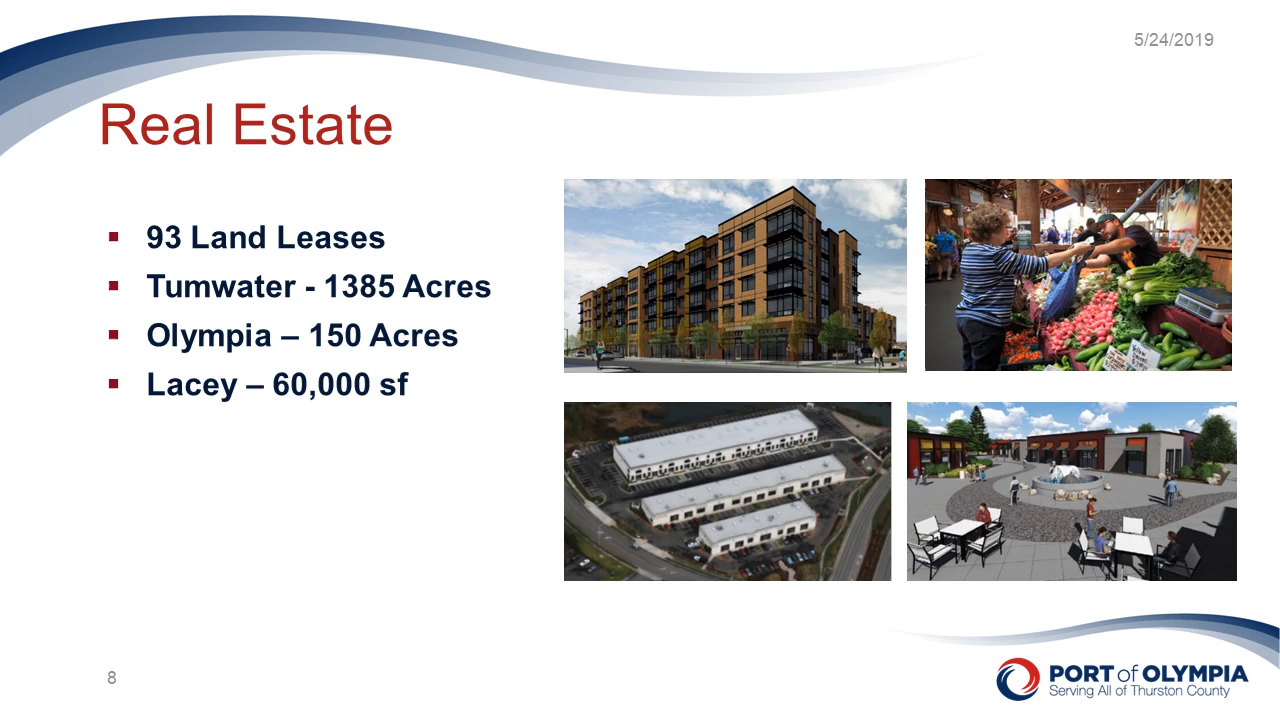 5/24/2019
Real Estate
▪ 93 Land Leases
▪ Tumwater - 1385 Acres
▪ Olympia – 150 Acres
▪ Lacey – 60,000 sf
8
PORT of OLYMPIA
Serving All of Thurston County